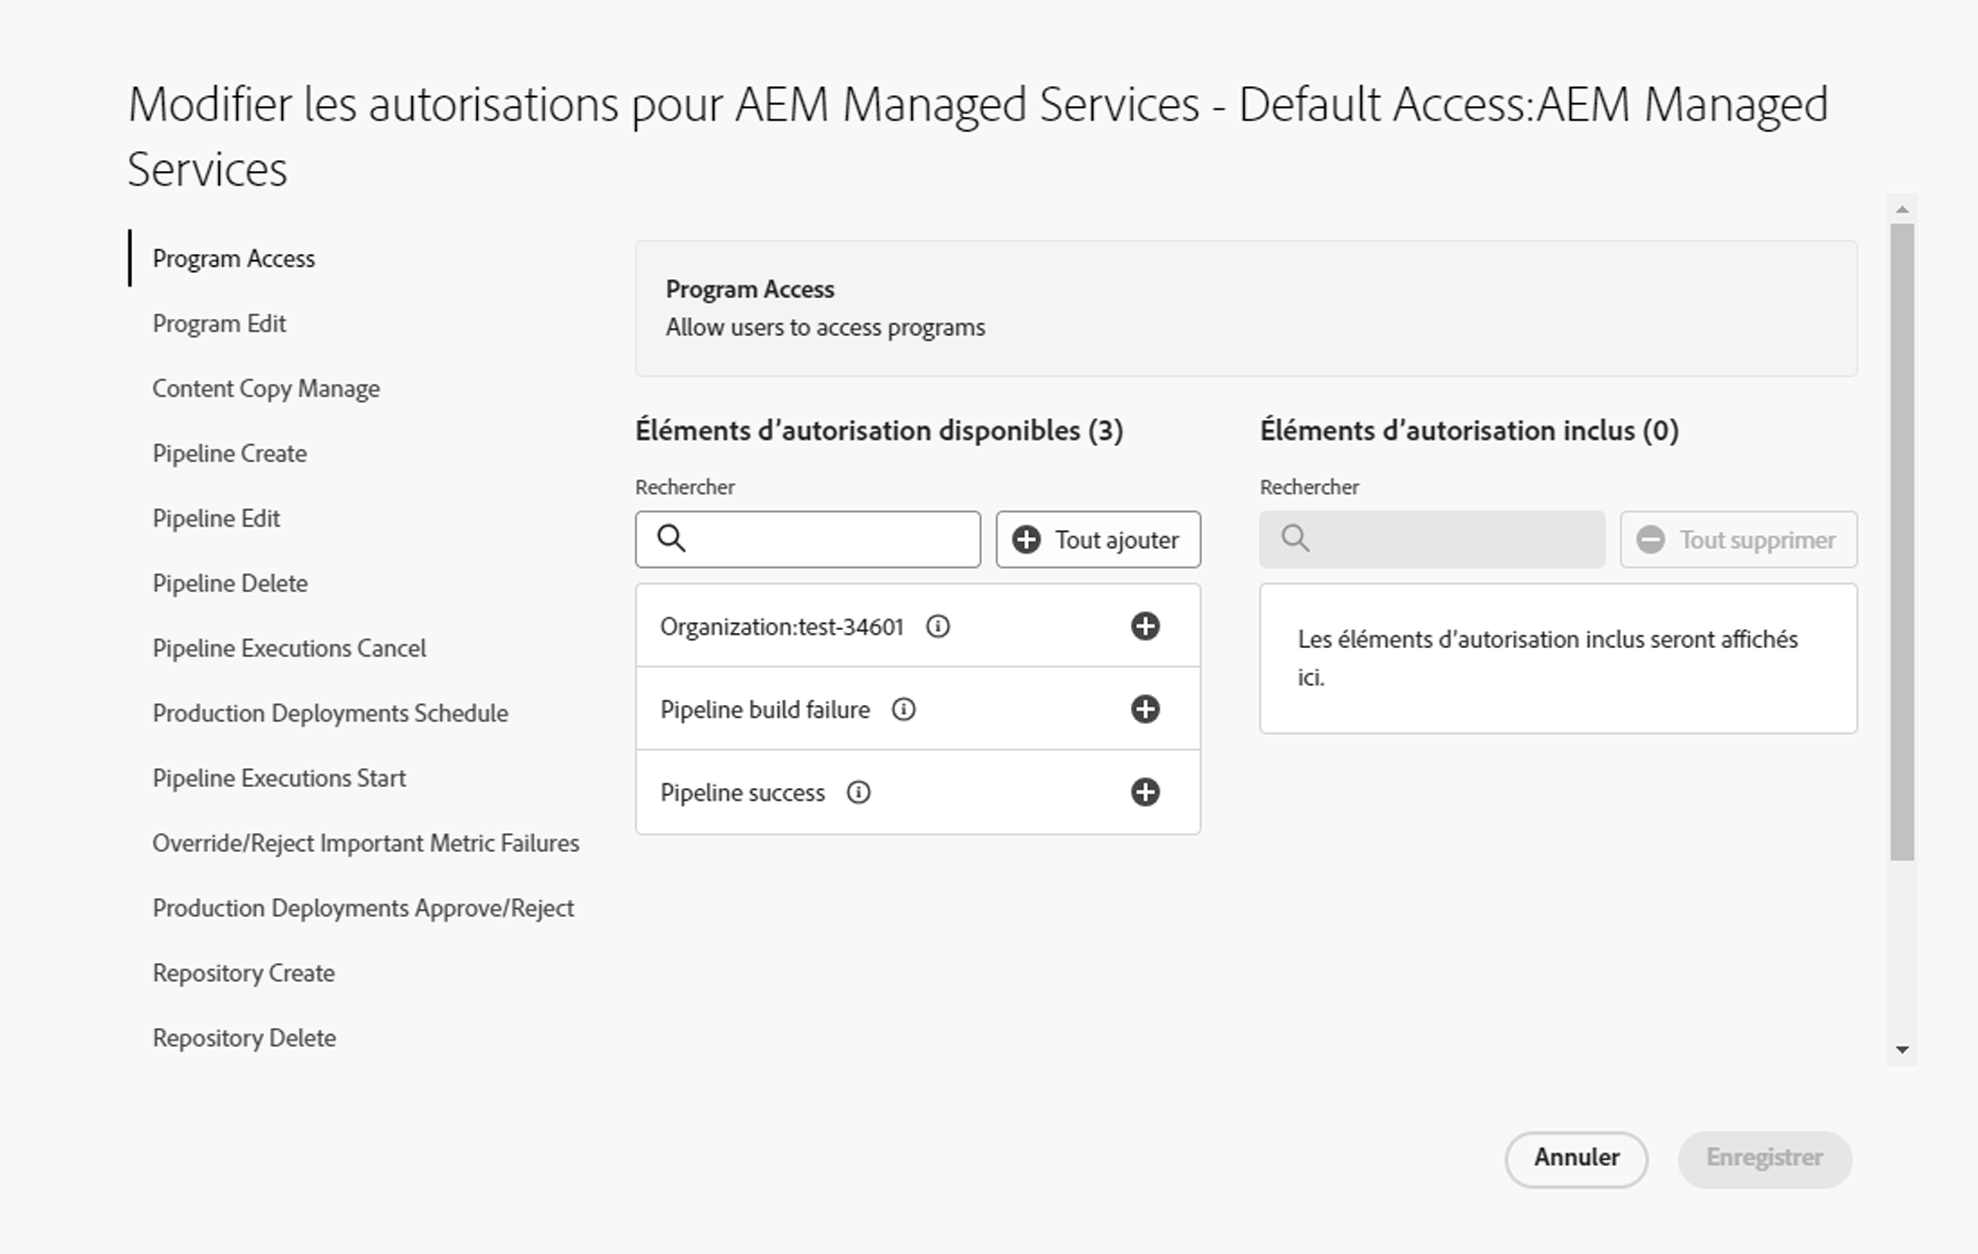 Modifier les autorisations pour AEM Managed Services - Default Access:AEM Managed
Services
Program Access
Program Edit
Content Copy Manage
Pipeline Create
Pipeline Edit
Pipeline Delete
Pipeline Executions Cancel
Production Deployments Schedule
Pipeline Executions Start
Override/Reject Important Metric Failures
Production Deployments Approve/Reject
Repository Create
Repository Delete
Program Access
Allow users to access programs
Éléments d’autorisation disponibles (3)
Rechercher
Tout ajouter
Organization:test-34601
Pipeline build failure
Pipeline success
Éléments d’autorisation inclus (0)
Rechercher
Tout supprimer
Les éléments d’autorisation inclus seront affichés
ici.
Annuler
Enregistrer